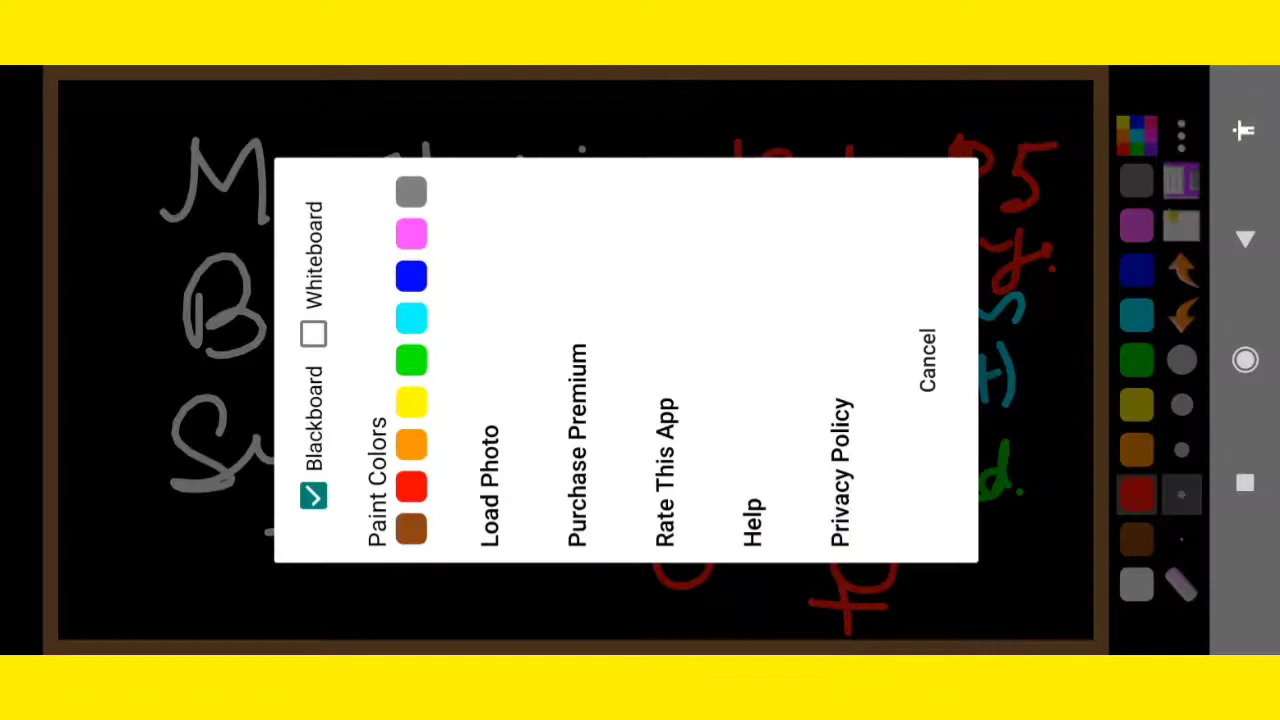 Blackboard Whiteboard
Paint Colors
Load Photo
Purchase Premium
Rate This App
Help
Privacy Policy
Cancel